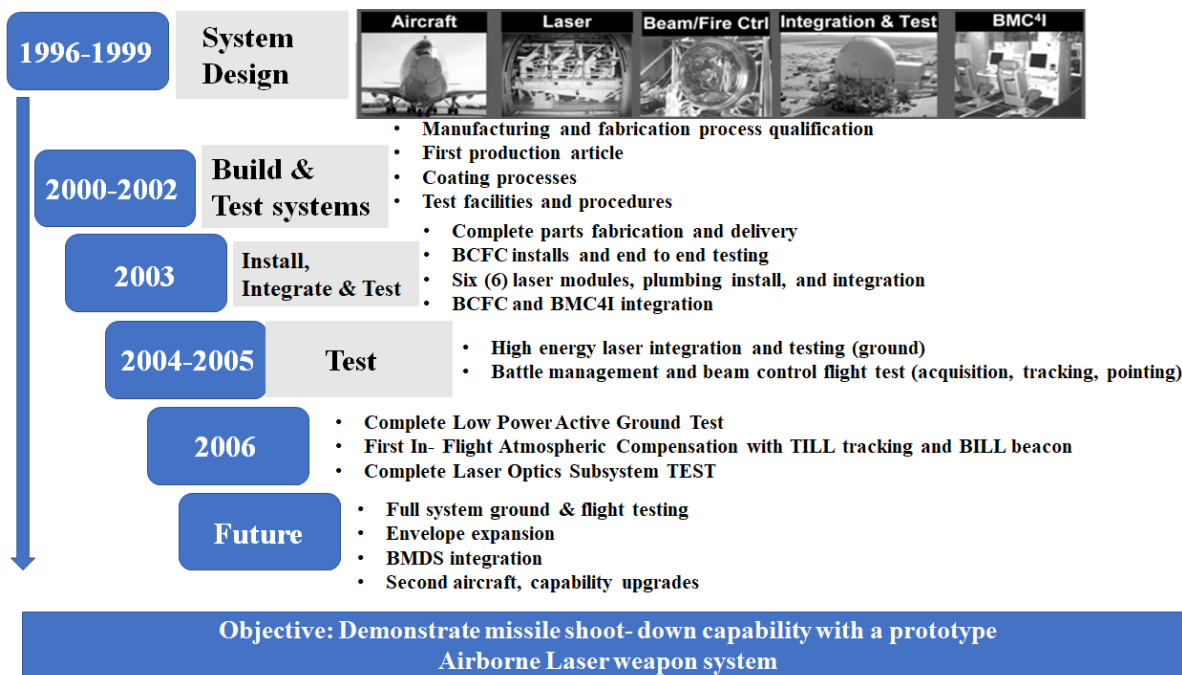 1996-1999
System
Design
Aircraft
Laser
Beam/Fire Ctrl
Integration & Test
BMC⁴I
• Manufacturing and fabrication process qualification
• First production article
• Coating processes
• Test facilities and procedures
2000-2002
Build &
Test systems
• Complete parts fabrication and delivery
• BCFC installs and end to end testing
• Six (6) laser modules, plumbing install, and integration
• BCFC and BMC4I integration
2003
Install,
Integrate & Test
2004-2005
Test
• High energy laser integration and testing (ground)
• Battle management and beam control flight test (acquisition, tracking, pointing)
2006
• Complete Low Power Active Ground Test
• First In- Flight Atmospheric Compensation with TILL tracking and BILL beacon
• Complete Laser Optics Subsystem TEST
Future
• Full system ground & flight testing
• Envelope expansion
• BMDS integration
• Second aircraft, capability upgrades
Objective: Demonstrate missile shoot- down capability with a prototype
Airborne Laser weapon system